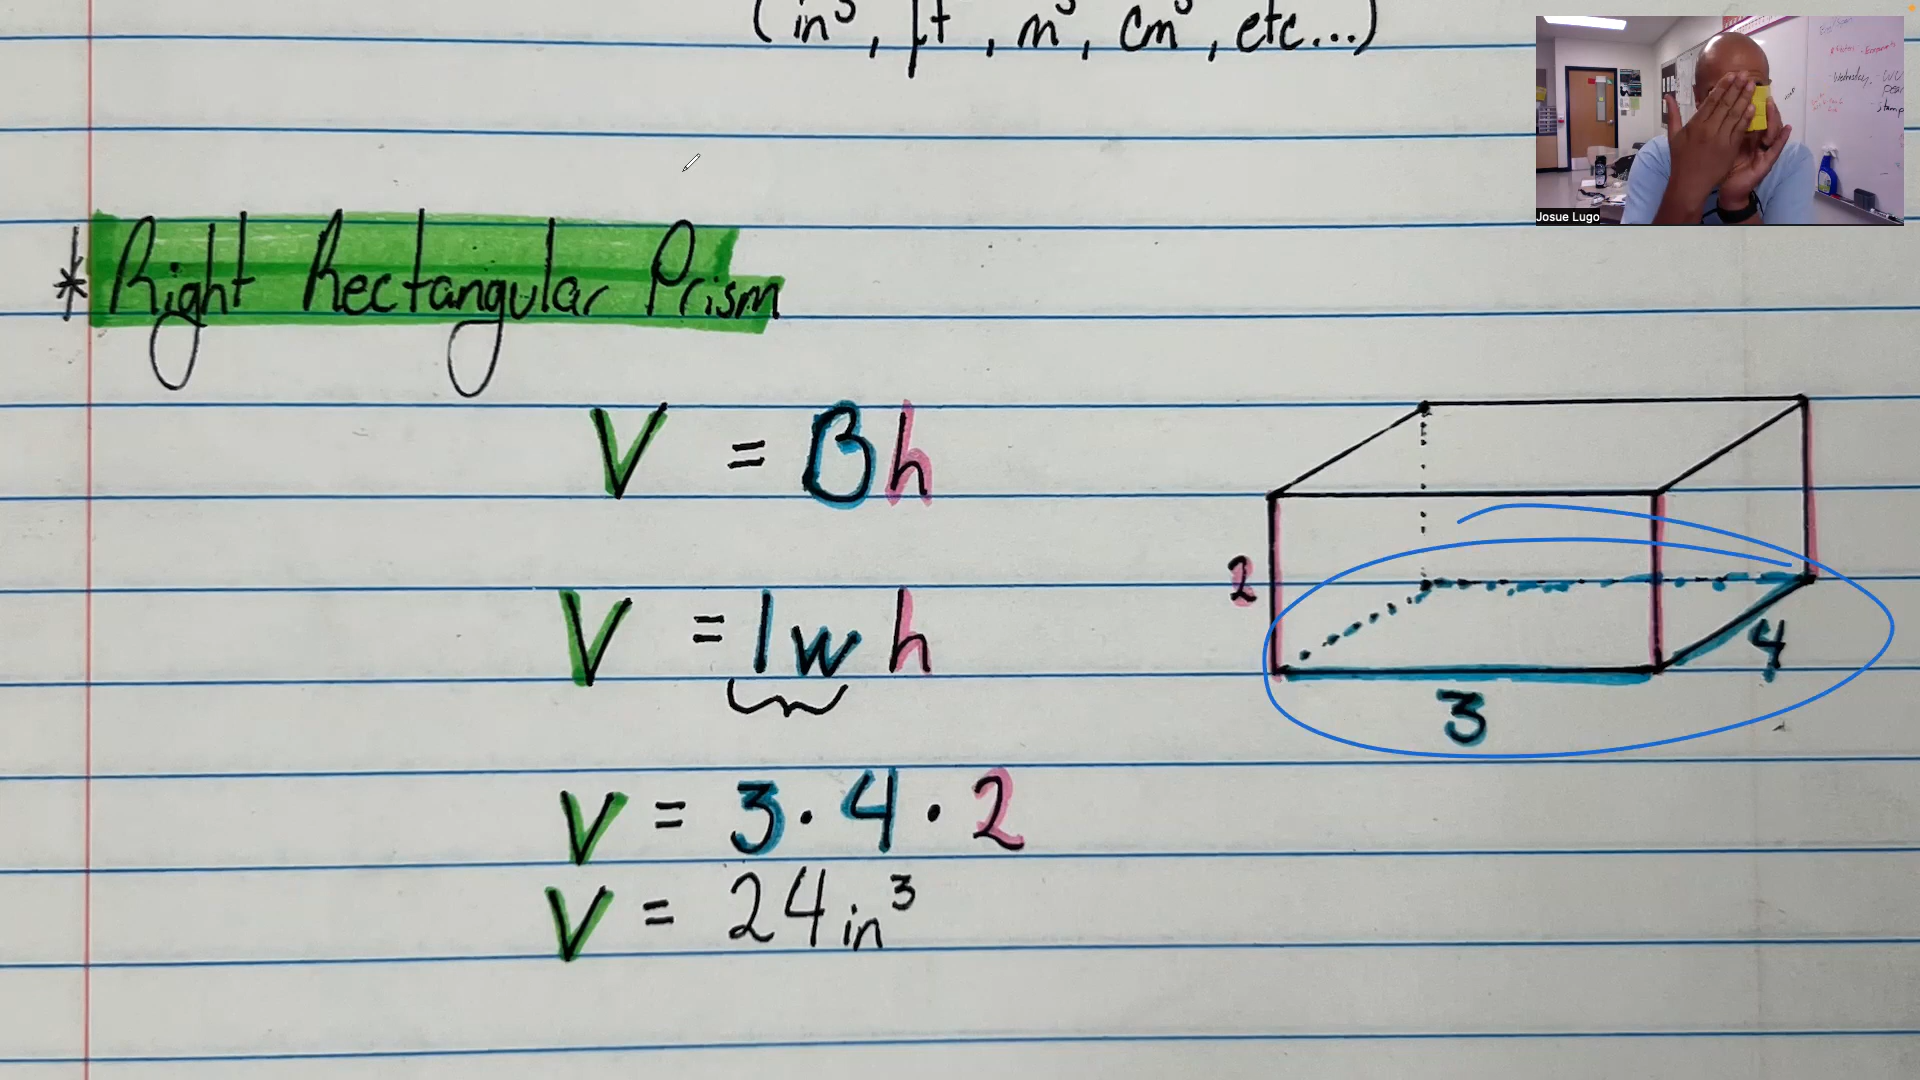 (in³, ft, m³, cm³, etc...)
Josue Lugo
Wednesday,
* Right Rectangular Prism
V = Bh
V = lwh
V = 3·4·2
V = 24in³
2
4
3